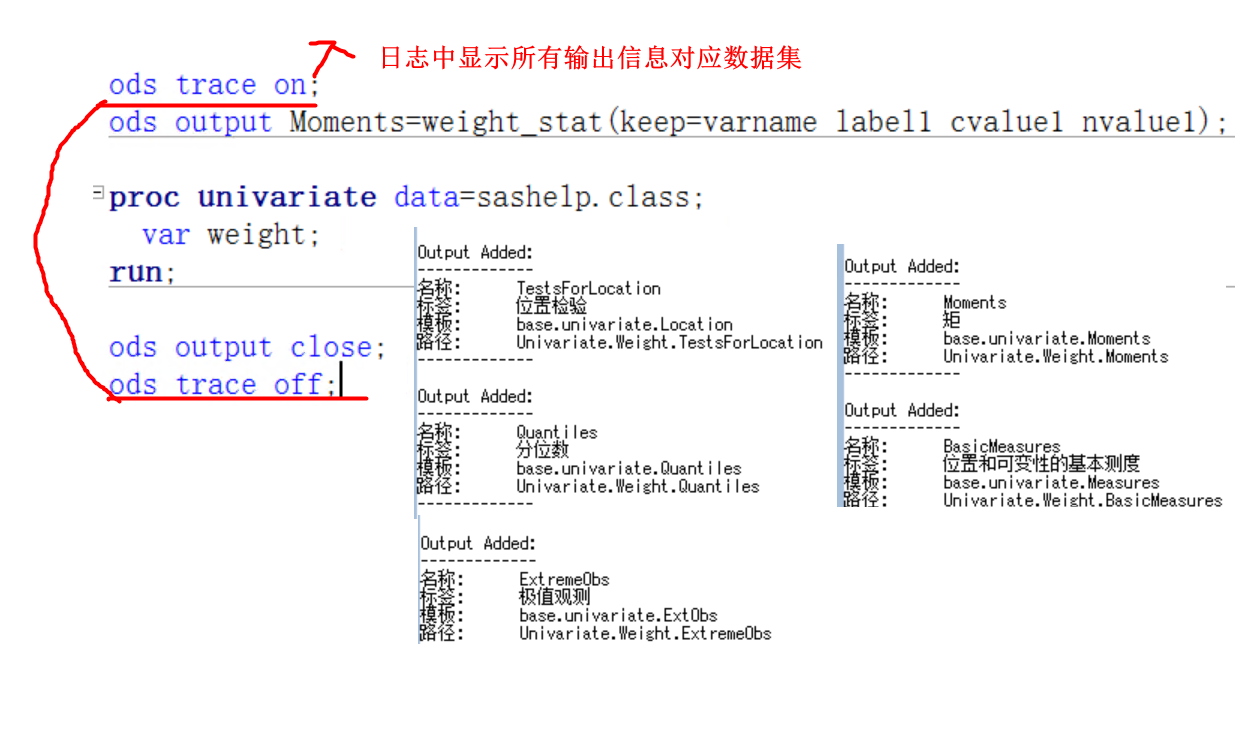 日志中显示所有输出信息对应数据集
ods trace on;
ods output Moments=weight_stat(keep=varname label1 cvalue1 nvalue1);
proc univariate data=sashelp.class;
var weight;
run;
ods output close;
ods trace off;
Output Added:
-------------
名称: TestsForLocation
标签: 位置检验
模板: base.univariate.Location
路径: Univariate.Weight.TestsForLocation
-------------
Output Added:
-------------
名称: Quantiles
标签: 分位数
模板: base.univariate.Quantiles
路径: Univariate.Weight.Quantiles
-------------
Output Added:
-------------
名称: ExtremeObs
标签: 极值观测
模板: base.univariate.ExtObs
路径: Univariate.Weight.ExtremeObs
Output Added:
-------------
名称: Moments
标签: 矩
模板: base.univariate.Moments
路径: Univariate.Weight.Moments
-------------
Output Added:
-------------
名称: BasicMeasures
标签: 位置和可变性的基本测度
模板: base.univariate.Measures
路径: Univariate.Weight.BasicMeasures